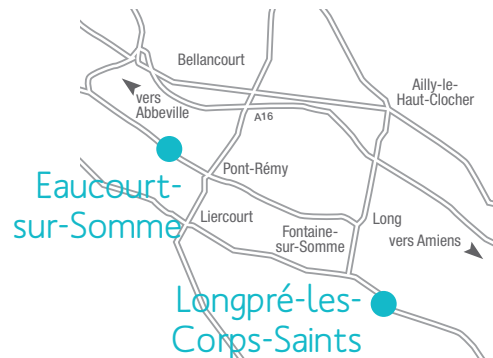 Bellancourt
Ailly-le-
Haut-Clocher
vers
Abbeville
A16
Pont-Rémy
Eaucourt-
sur-Somme
Liercourt
Fontaine-
sur-Somme
Long
vers Amiens
Longpré-les-
Corps-Saints